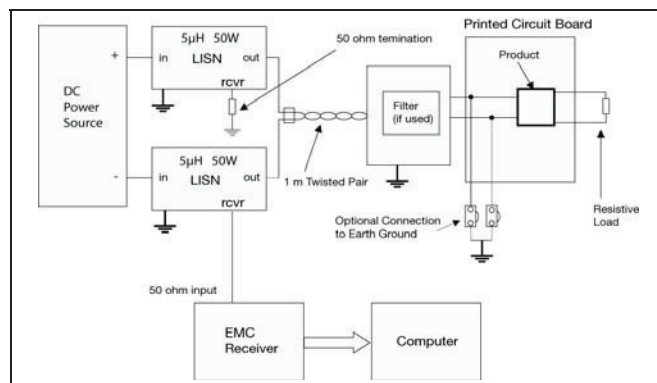 Printed Circuit Board
5µH 50W
LISN
in
out
rcvr
50 ohm temination
Product
+
DC
Power
Source
-
Filter
(if used)
5µH 50W
LISN
in
out
rcvr
1 m Twisted Pair
Optional Connection
to Earth Ground
Resistive
Load
50 ohm input
EMC
Receiver
Computer